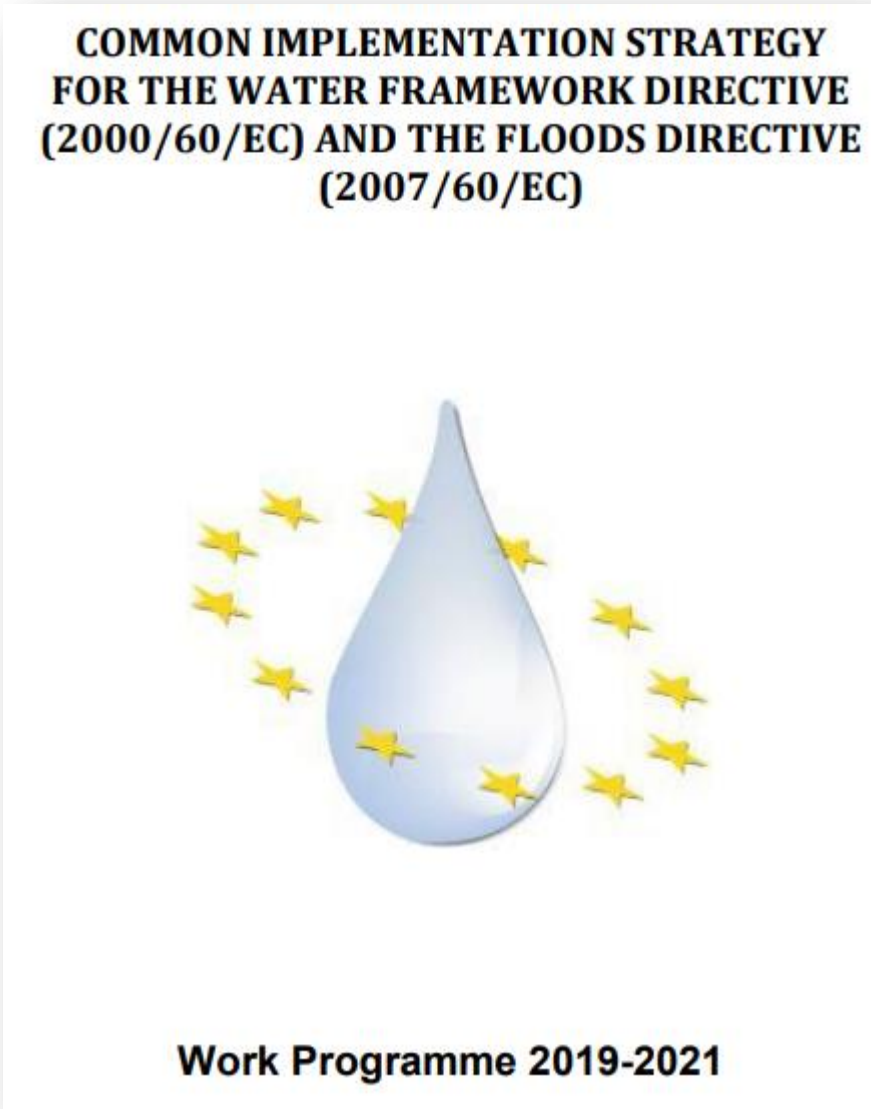 COMMON IMPLEMENTATION STRATEGY
FOR THE WATER FRAMEWORK DIRECTIVE
(2000/60/EC) AND THE FLOODS DIRECTIVE
(2007/60/EC)
Work Programme 2019-2021